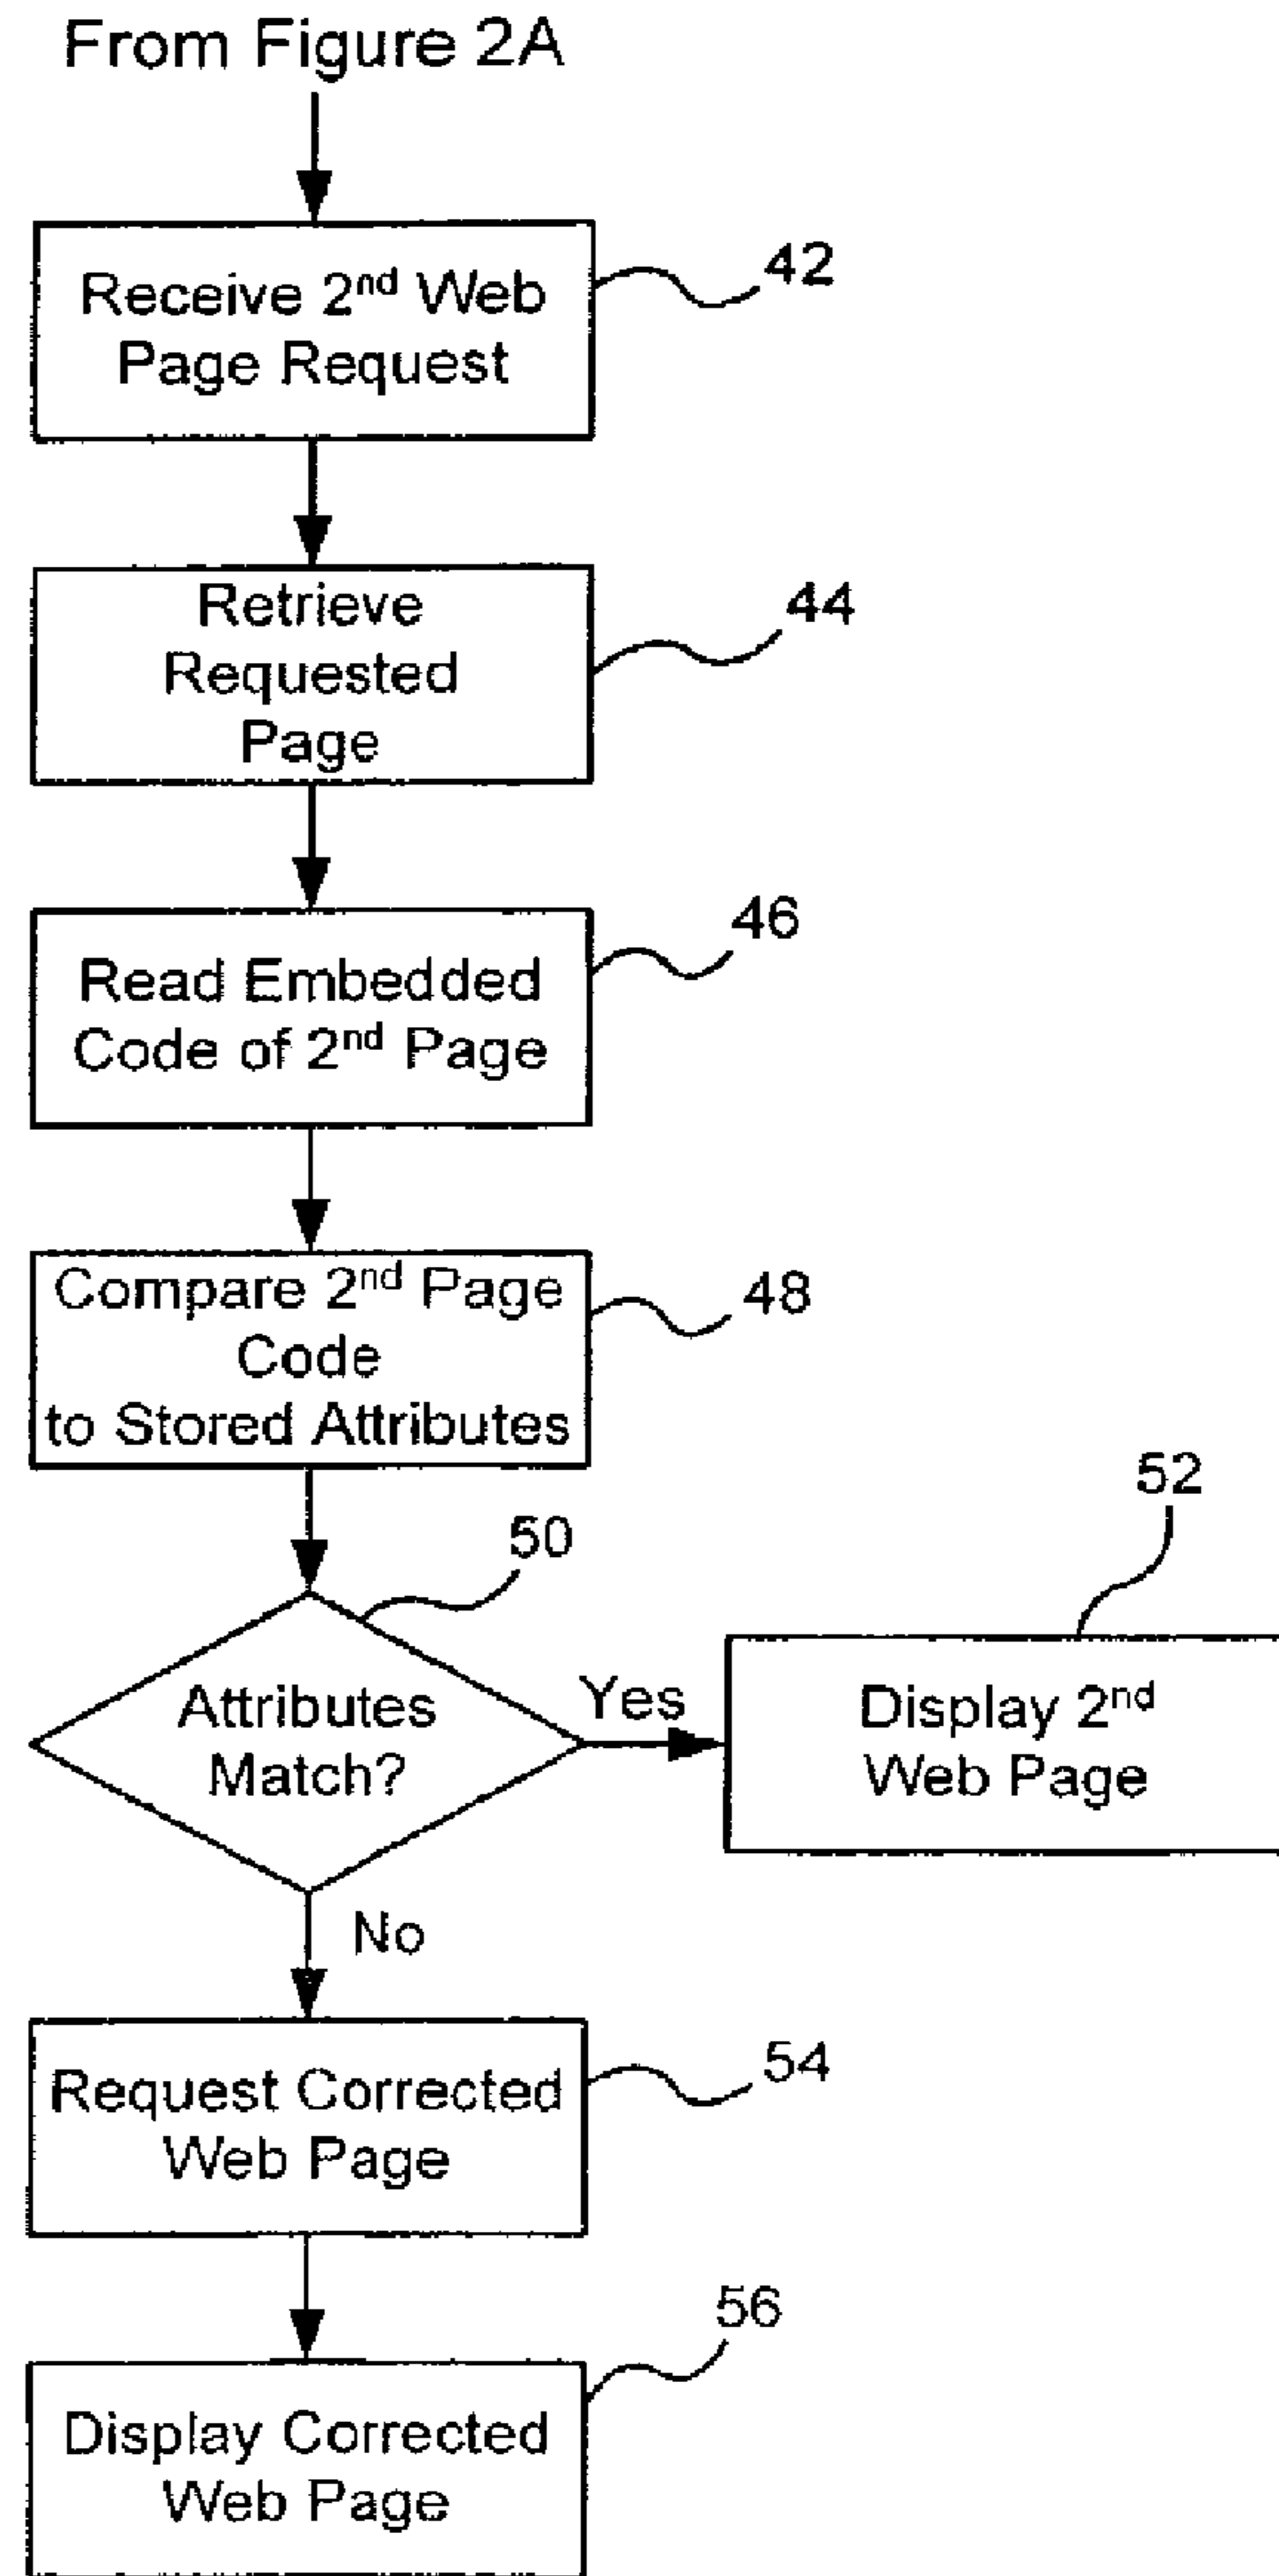 From Figure 2A
Receive 2nd Web
Page Request
42
Retrieve
Requested
Page
44
Read Embedded
Code of 2nd Page
46
Compare 2nd Page
Code
to Stored Attributes
48
50
Attributes
Match?
Yes
52
Display 2nd
Web Page
No
Request Corrected
Web Page
54
Display Corrected
Web Page
56